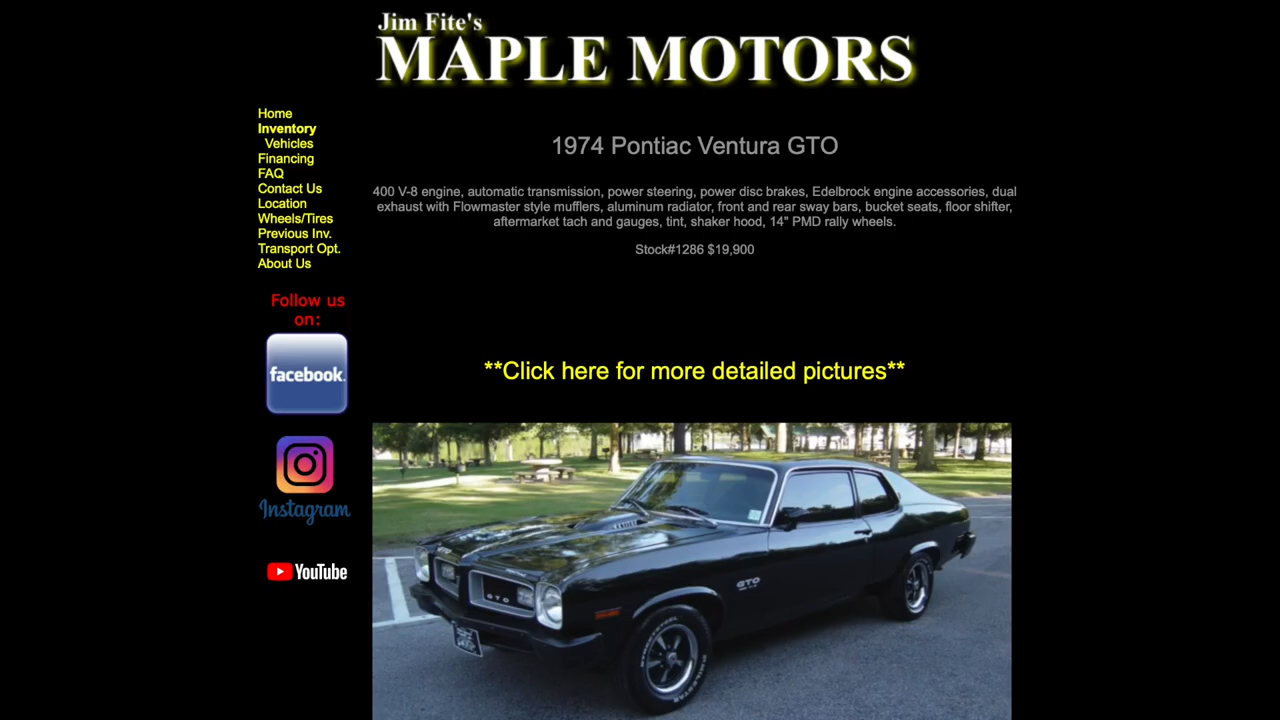 Jim Fite's
MAPLE MOTORS
Home
Inventory
Vehicles
Financing
FAQ
Contact Us
Location
Wheels/Tires
Previous Inv.
Transport Opt.
About Us
Follow us
on:
facebook.
Instagram
YouTube
1974 Pontiac Ventura GTO
400 V-8 engine, automatic transmission, power steering, power disc brakes, Edelbrock engine accessories, dual
exhaust with Flowmaster style mufflers, aluminum radiator, front and rear sway bars, bucket seats, floor shifter,
aftermarket tach and gauges, tint, shaker hood, 14" PMD rally wheels.
Stock#1286 $19,900
**Click here for more detailed pictures**
GTO
GTO